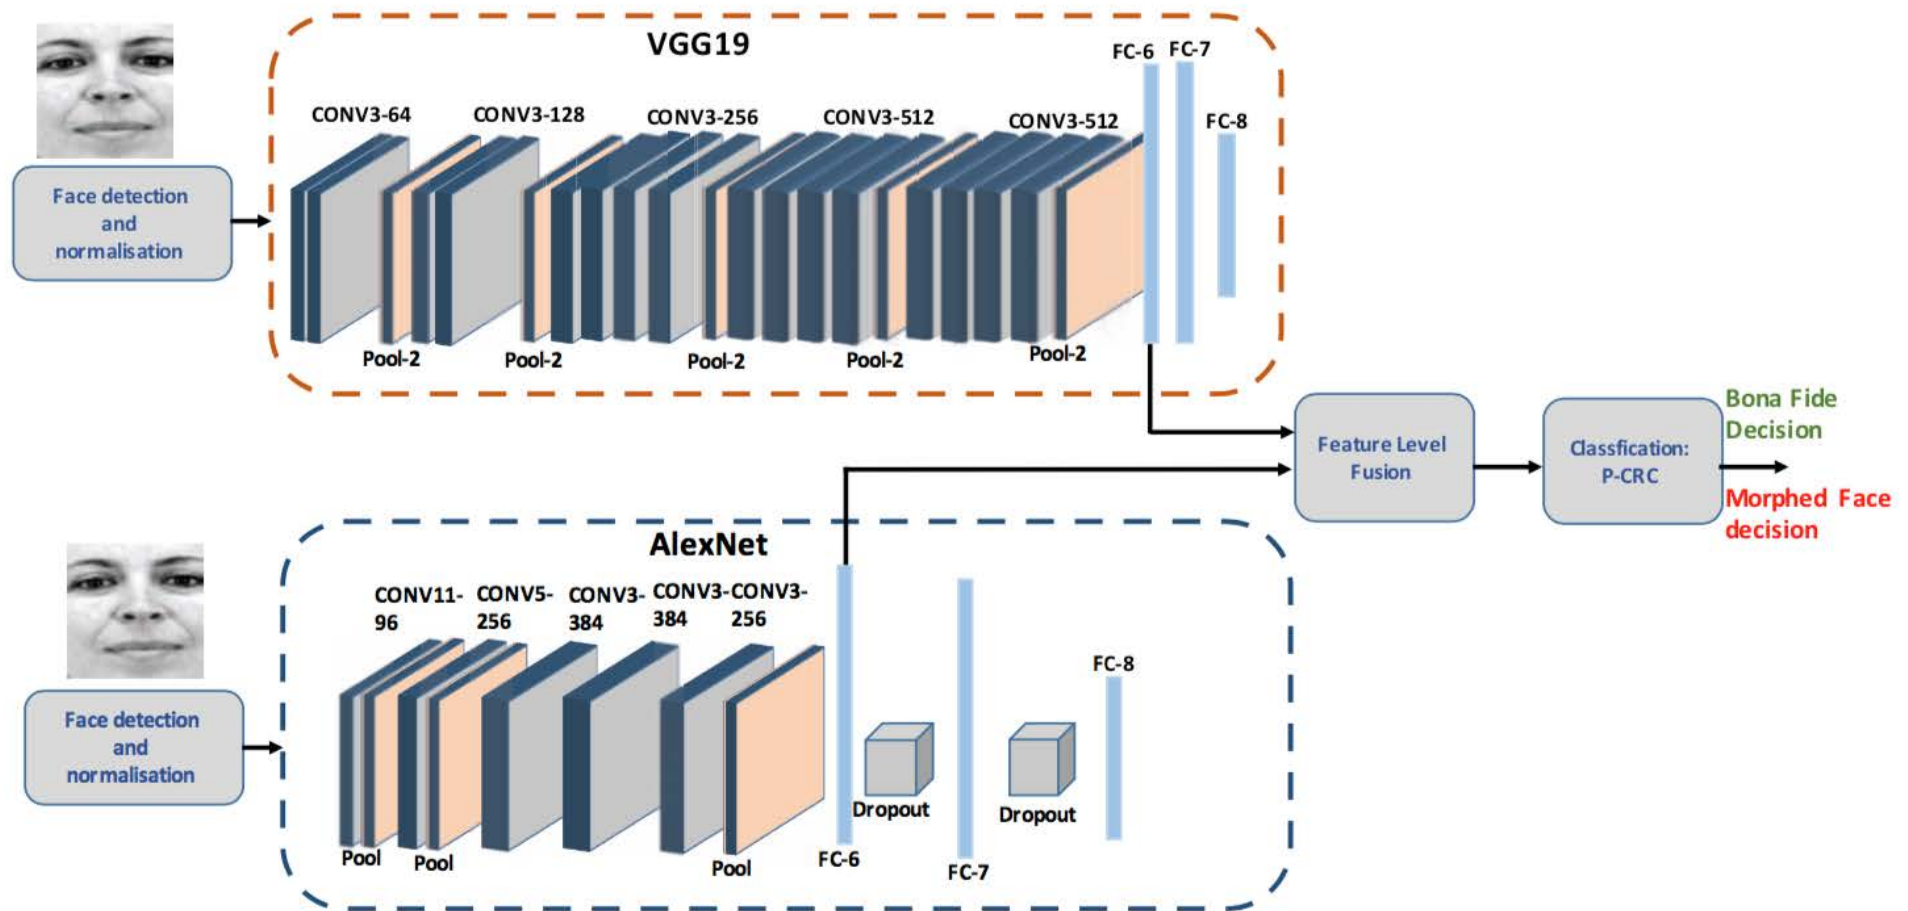 VGG19
FC-6
FC-7
CONV3-64
CONV3-128
CONV3-256
CONV3-512
CONV3-512
FC-8
Face detection
and
normalisation
Pool-2
Pool-2
Pool-2
Pool-2
Pool-2
Feature Level
Fusion
Classfication:
P-CRC
Bona Fide
Decision
Morphed Face
decision
AlexNet
CONV11-
96
CONV5-
256
CONV3-
384
CONV3-
384
CONV3-
256
FC-8
Face detection
and
normalisation
Dropout
Dropout
Pool
Pool
Pool
FC-6
FC-7